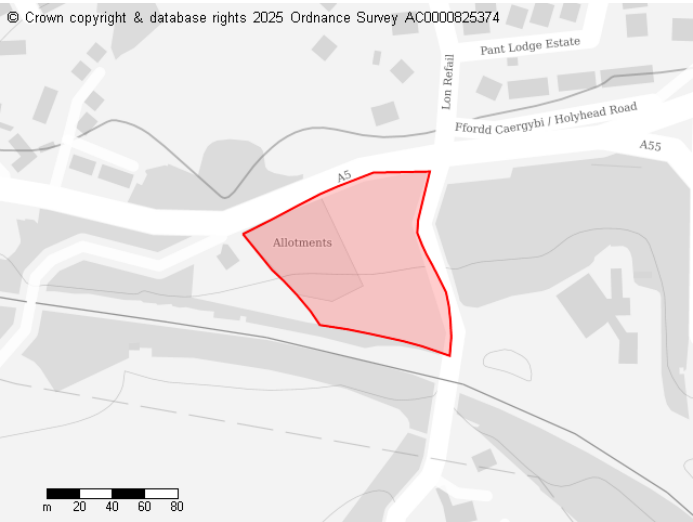 © Crown copyright & database rights 2025 Ordnance Survey AC0000825374
Pant Lodge Estate
Lon Refail
Ffordd Caergybi / Holyhead Road
A55
A5
Allotments
m 20 40 60 80